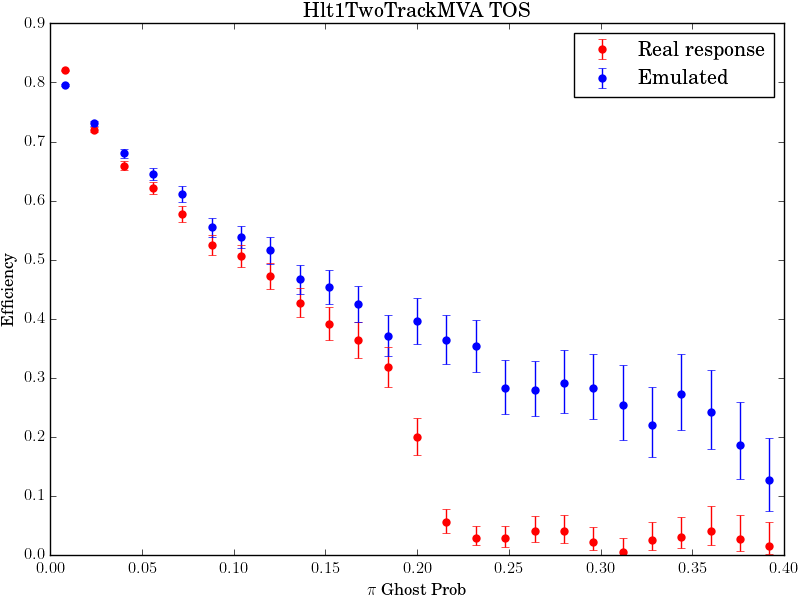 Hlt1TwoTrackMVA TOS
Real response
Emulated
Efficiency
0.9
0.8
0.7
0.6
0.5
0.4
0.3
0.2
0.1
0.0
0.00 0.05 0.10 0.15 0.20 0.25 0.30 0.35 0.40
π Ghost Prob